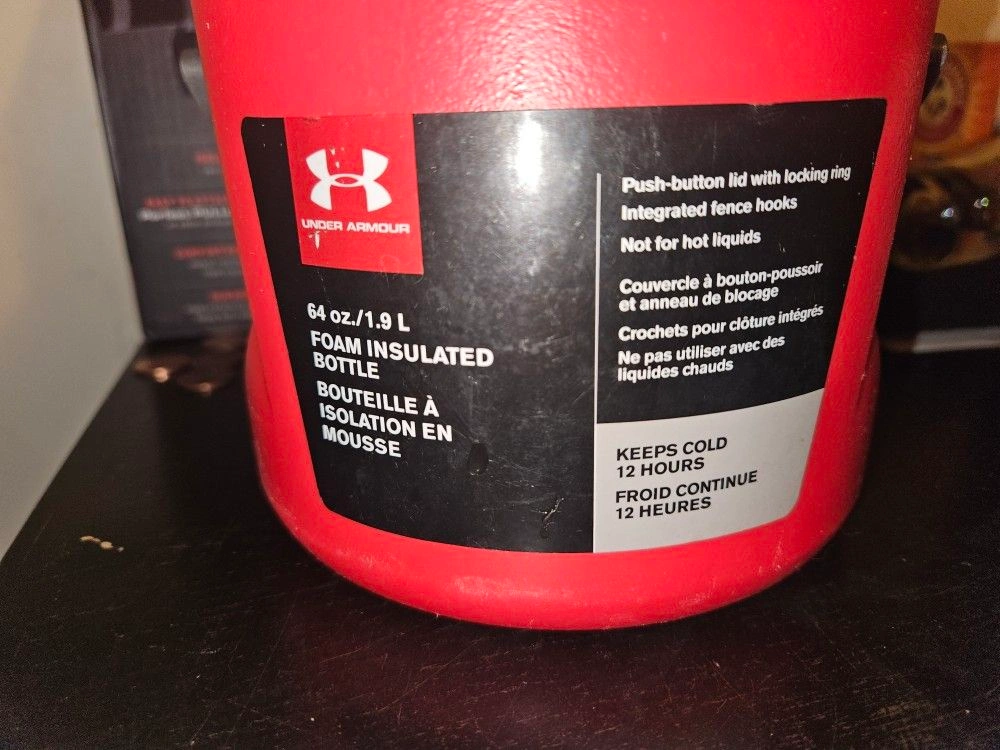 UNDER ARMOUR
64 oz./1.9 L
FOAM INSULATED
BOTTLE
BOUTEILLE À
ISOLATION EN
MOUSSE
Push-button lid with locking ring
Integrated fence hooks
Not for hot liquids
Couvercle à bouton-poussoir
et anneau de blocage
Crochets pour clôture intégrés
Ne pas utiliser avec des
liquides chauds
KEEPS COLD
12 HOURS
FROID CONTINUE
12 HEURES